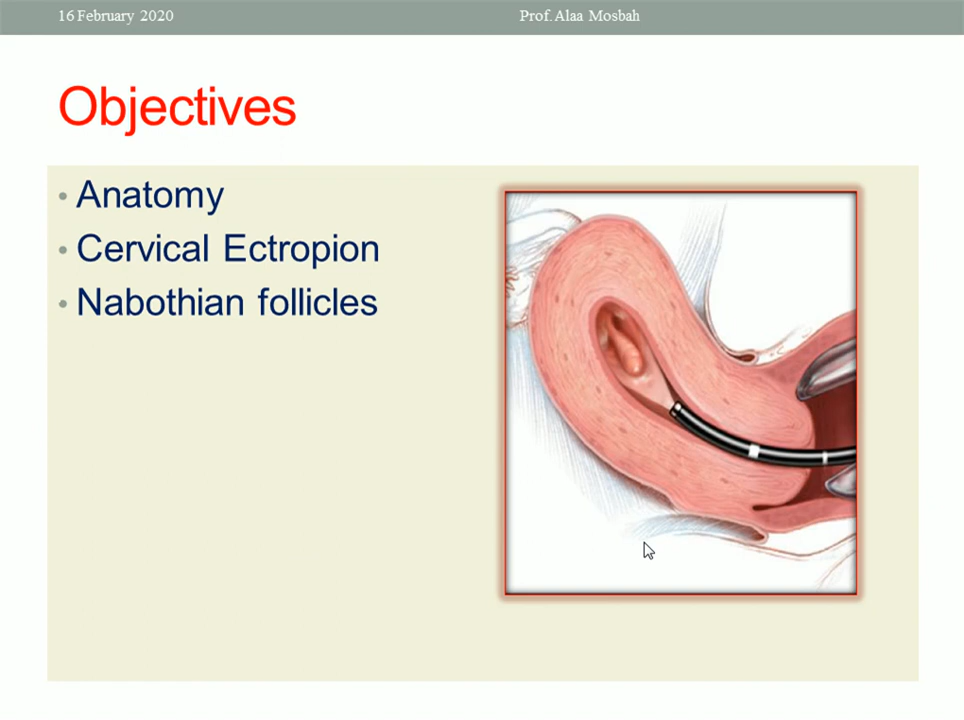 16 February 2020 Prof. Alaa Mosbah
Objectives
• Anatomy
• Cervical Ectropion
• Nabothian follicles